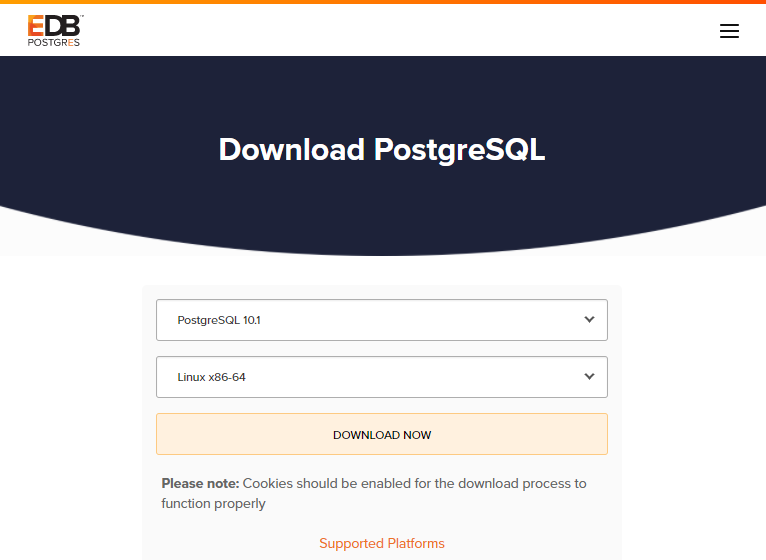 EDB™
POSTGRES
Download PostgreSQL
PostgreSQL 10.1
Linux x86-64
DOWNLOAD NOW
Please note: Cookies should be enabled for the download process to
function properly
Supported Platforms